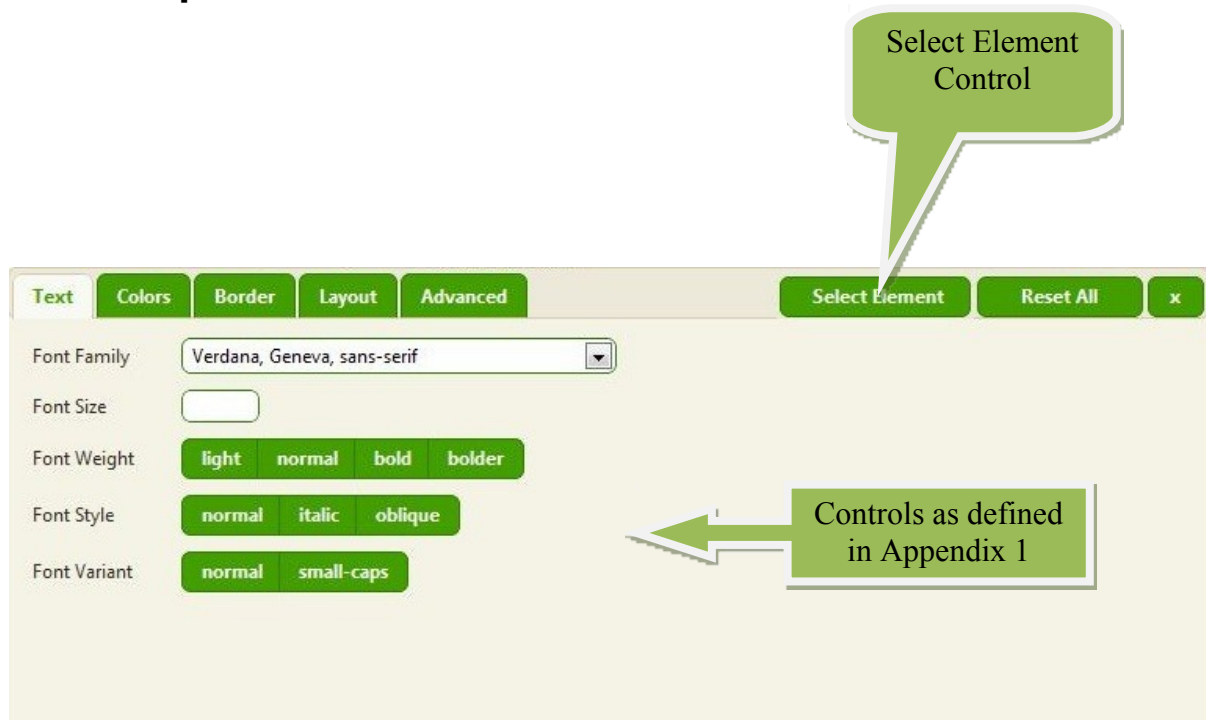 Select Element
Control
Text Colors Border Layout Advanced Select Element Reset All x
Font Family Verdana, Geneva, sans-serif
Font Size
Font Weight light normal bold bolder
Font Style normal italic oblique
Font Variant normal small-caps
Controls as defined
in Appendix 1